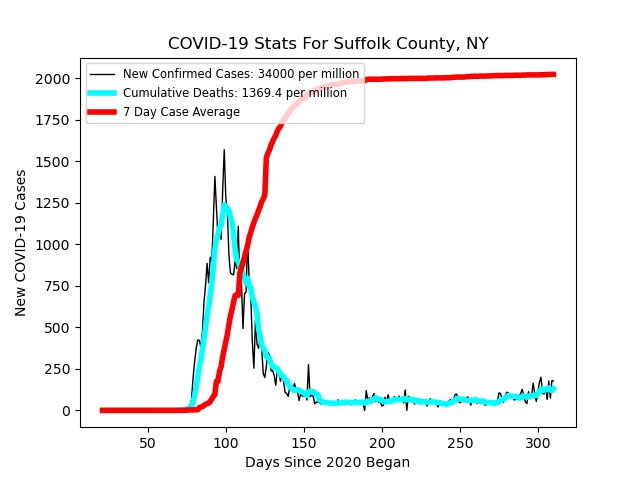 COVID-19 Stats For Suffolk County, NY
New Confirmed Cases: 34000 per million
Cumulative Deaths: 1369.4 per million
7 Day Case Average
New COVID-19 Cases
2000
1750
1500
1250
1000
750
500
250
0
50 100 150 200 250 300
Days Since 2020 Began